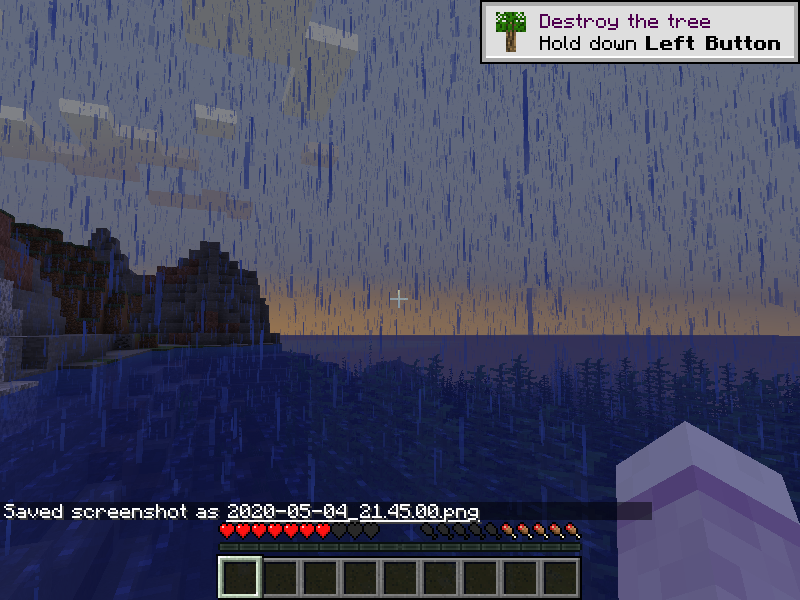 Destroy the tree
Hold down Left Button
Saved screenshot as 2020-05-04_21.45.00.png